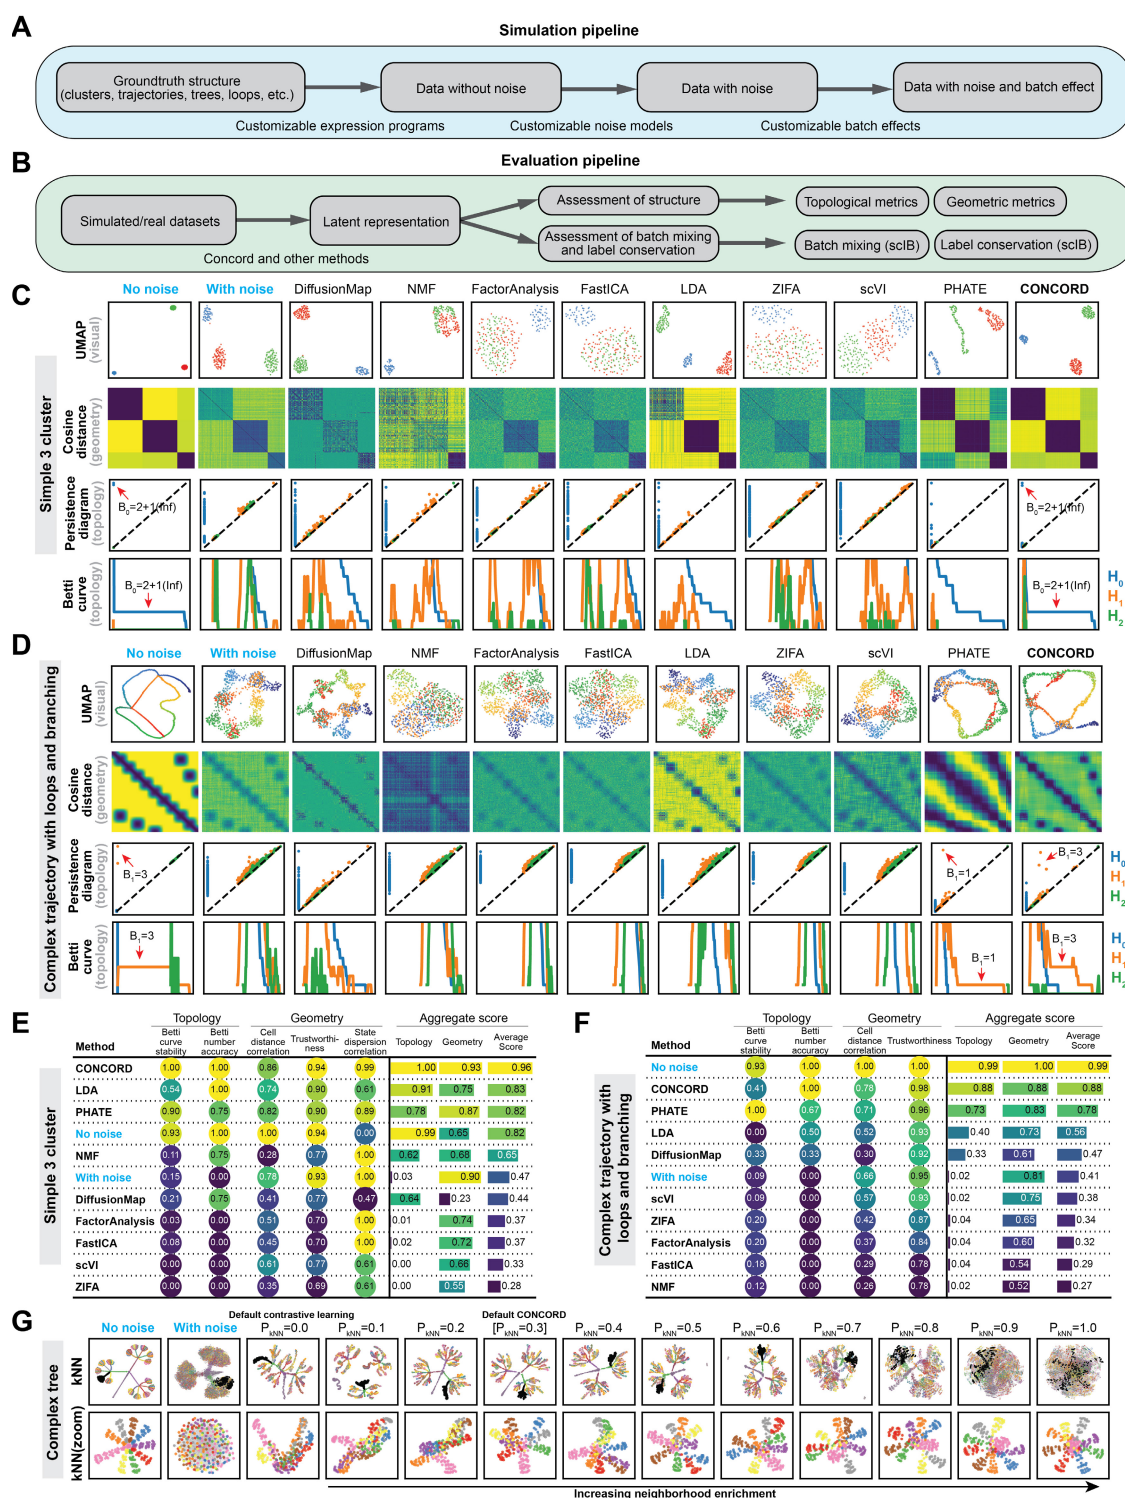 A
Simulation pipeline
Groundtruth structure
(clusters, trajectories, trees, loops, etc.)
Data without noise
Data with noise
Data with noise and batch effect
Customizable expression programs
Customizable noise models
Customizable batch effects
B
Evaluation pipeline
Simulated/real datasets
Latent representation
Assessment of structure
Topological metrics
Geometric metrics
Assessment of batch mixing
and label conservation
Batch mixing (scIB)
Label conservation (scIB)
Concord and other methods
C
No noise With noise DiffusionMap NMF FactorAnalysis FastICA LDA ZIFA scVI PHATE CONCORD
Simple 3 cluster
UMAP
(visual)
Cosine
distance
(geometry)
Persistence
diagram
(topology)
B0=2+1(Inf)
B0=2+1(Inf)
Betti
curve
(topology)
B0=2+1(Inf)
B0=2+1(Inf)
H0
H1
H2
D
No noise With noise DiffusionMap NMF FactorAnalysis FastICA LDA ZIFA scVI PHATE CONCORD
Complex trajectory with loops and branching
UMAP
(visual)
Cosine
distance
(geometry)
Persistence
diagram
(topology)
B1=3
B1=1
B1=3
H0
H1
H2
Betti
curve
(topology)
B1=3
B1=1
B1=3
H0
H1
H2
E
Simple 3 cluster
Topology Geometry Aggregate score
Method Betti curve stability Betti number accuracy Cell distance correlation Trustworthi-ness State dispersion correlation Topology Geometry Average Score
CONCORD 1.00 1.00 0.86 0.94 0.99 1.00 0.93 0.96
LDA 0.54 1.00 0.74 0.90 0.61 0.91 0.75 0.83
PHATE 0.90 0.75 0.82 0.90 0.89 0.78 0.87 0.82
No noise 0.93 1.00 1.00 0.94 0.00 0.99 0.65 0.82
NMF 0.11 0.75 0.28 0.77 1.00 0.62 0.68 0.65
With noise 0.15 0.00 0.78 0.93 1.00 0.03 0.90 0.47
DiffusionMap 0.21 0.75 0.41 0.77 -0.47 0.64 0.23 0.44
FactorAnalysis 0.03 0.00 0.51 0.70 1.00 0.01 0.74 0.37
FastICA 0.08 0.00 0.45 0.70 1.00 0.02 0.72 0.37
scVI 0.00 0.00 0.61 0.77 0.61 0.00 0.66 0.33
ZIFA 0.00 0.00 0.35 0.69 0.61 0.00 0.55 0.28
F
Complex trajectory with
loops and branching
Topology Geometry Aggregate score
Method Betti curve stability Betti number accuracy Cell distance correlation Trustworthiness Topology Geometry Average Score
No noise 0.93 1.00 1.00 1.00 0.99 1.00 0.99
CONCORD 0.41 1.00 0.78 0.98 0.88 0.88 0.88
PHATE 1.00 0.67 0.71 0.96 0.73 0.83 0.78
LDA 0.00 0.50 0.52 0.93 0.40 0.73 0.56
DiffusionMap 0.33 0.33 0.30 0.92 0.33 0.61 0.47
With noise 0.09 0.00 0.66 0.95 0.02 0.81 0.41
scVI 0.09 0.00 0.57 0.93 0.02 0.75 0.38
ZIFA 0.20 0.00 0.42 0.87 0.04 0.65 0.34
FactorAnalysis 0.20 0.00 0.37 0.84 0.04 0.60 0.32
FastICA 0.18 0.00 0.29 0.78 0.04 0.54 0.29
NMF 0.12 0.00 0.26 0.78 0.02 0.52 0.27
G
Default contrastive learning Default CONCORD
No noise With noise PkNN=0.0 PkNN=0.1 PkNN=0.2 [PkNN=0.3] PkNN=0.4 PkNN=0.5 PkNN=0.6 PkNN=0.7 PkNN=0.8 PkNN=0.9 PkNN=1.0
Complex tree
kNN
kNN(zoom)
Increasing neighborhood enrichment